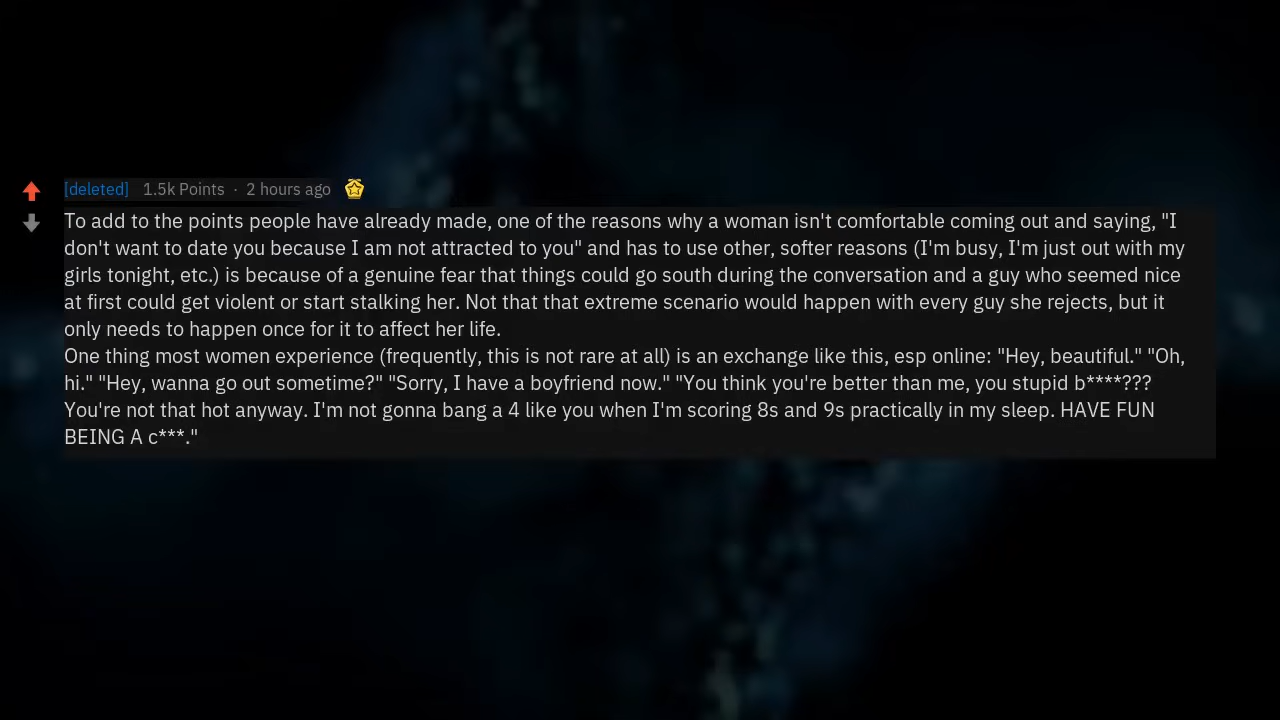 [deleted] 1.5k Points · 2 hours ago
To add to the points people have already made, one of the reasons why a woman isn't comfortable coming out and saying, "I
don't want to date you because I am not attracted to you" and has to use other, softer reasons (I'm busy, I'm just out with my
girls tonight, etc.) is because of a genuine fear that things could go south during the conversation and a guy who seemed nice
at first could get violent or start stalking her. Not that that extreme scenario would happen with every guy she rejects, but it
only needs to happen once for it to affect her life.
One thing most women experience (frequently, this is not rare at all) is an exchange like this, esp online: "Hey, beautiful." "Oh,
hi." "Hey, wanna go out sometime?" "Sorry, I have a boyfriend now." "You think you're better than me, you stupid b****???
You're not that hot anyway. I'm not gonna bang a 4 like you when I'm scoring 8s and 9s practically in my sleep. HAVE FUN
BEING A c***."